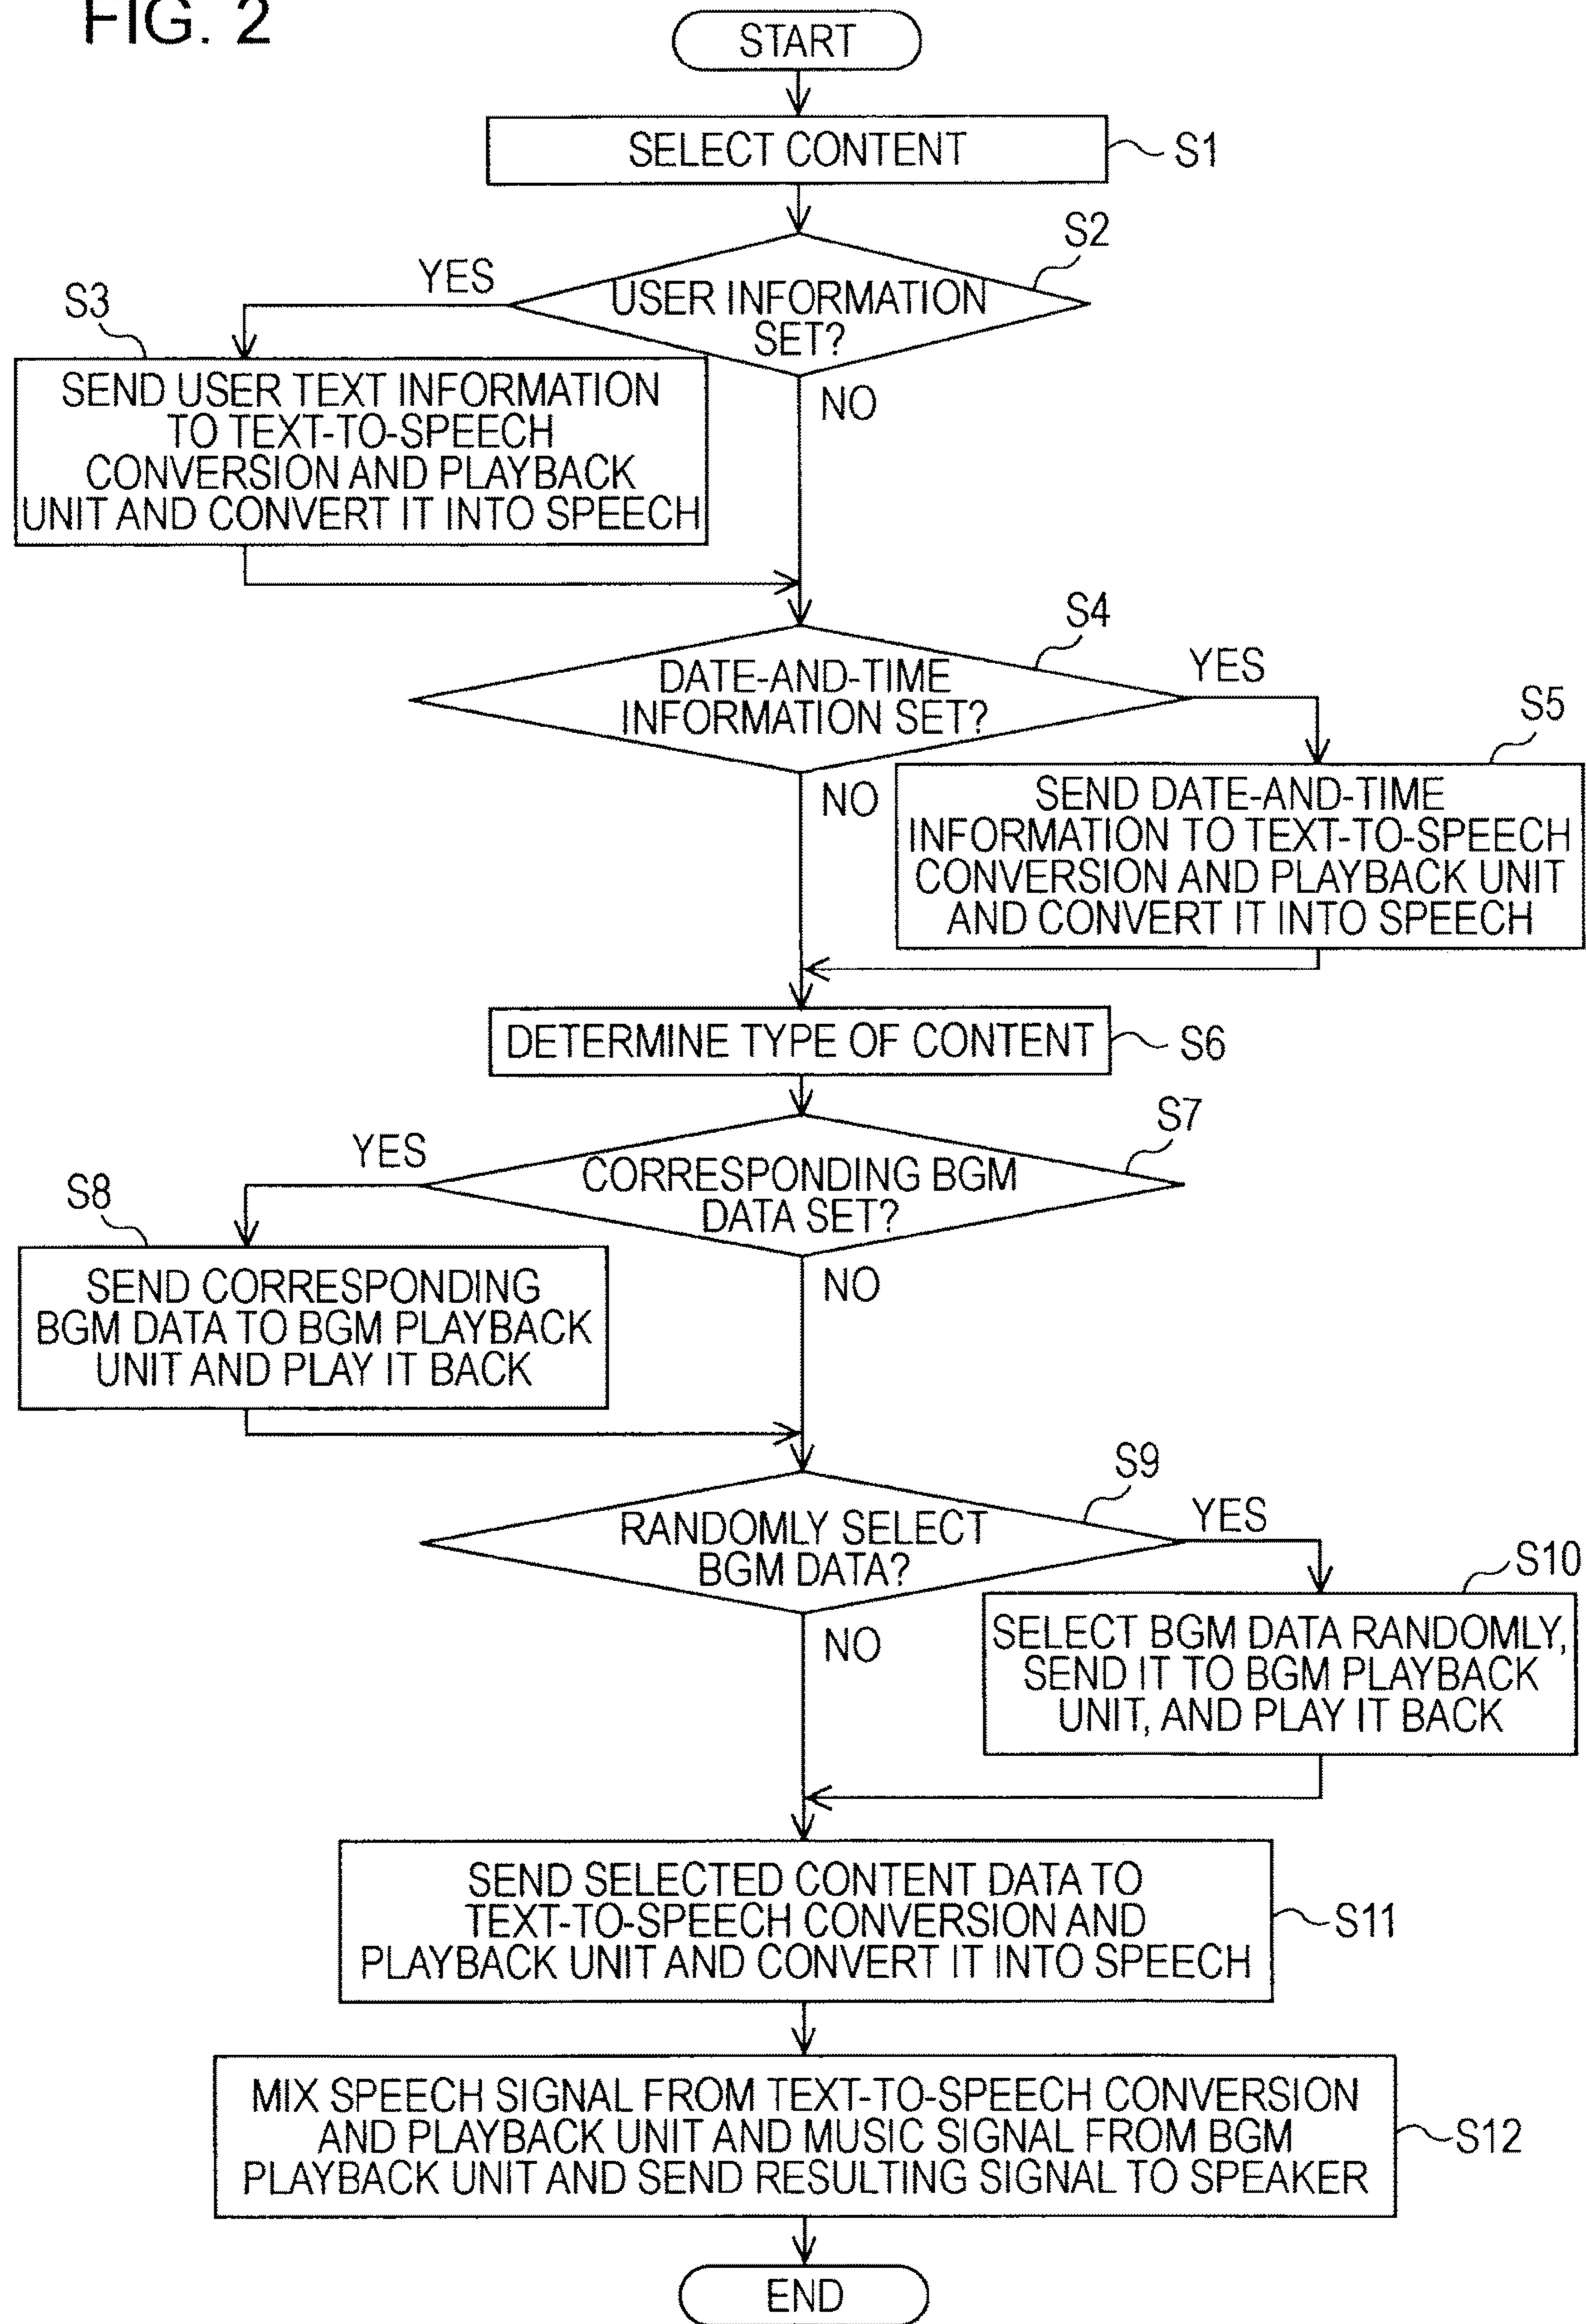 FIG. 2
START
SELECT CONTENT
S1
S2
YES
USER INFORMATION
SET?
NO
S3
SEND USER TEXT INFORMATION
TO TEXT-TO-SPEECH
CONVERSION AND PLAYBACK
UNIT AND CONVERT IT INTO SPEECH
S4
DATE-AND-TIME
INFORMATION SET?
YES
NO
S5
SEND DATE-AND-TIME
INFORMATION TO TEXT-TO-SPEECH
CONVERSION AND PLAYBACK UNIT
AND CONVERT IT INTO SPEECH
DETERMINE TYPE OF CONTENT
S6
S7
YES
CORRESPONDING BGM
DATA SET?
NO
S8
SEND CORRESPONDING
BGM DATA TO BGM PLAYBACK
UNIT AND PLAY IT BACK
S9
RANDOMLY SELECT
BGM DATA?
YES
NO
S10
SELECT BGM DATA RANDOMLY,
SEND IT TO BGM PLAYBACK
UNIT, AND PLAY IT BACK
SEND SELECTED CONTENT DATA TO
TEXT-TO-SPEECH CONVERSION AND
PLAYBACK UNIT AND CONVERT IT INTO SPEECH
S11
MIX SPEECH SIGNAL FROM TEXT-TO-SPEECH CONVERSION
AND PLAYBACK UNIT AND MUSIC SIGNAL FROM BGM
PLAYBACK UNIT AND SEND RESULTING SIGNAL TO SPEAKER
S12
END